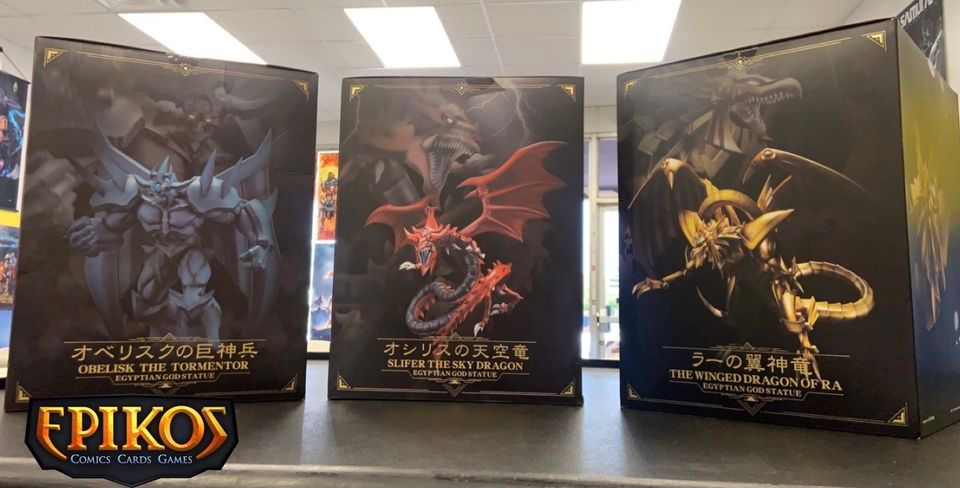 オベリスクの巨神兵
OBELISK THE TORMENTOR
EGYPTIAN GOD STATUE
オシリスの天空竜
SLIFER THE SKY DRAGON
EGYPTIAN GOD STATUE
ラーの翼神竜
THE WINGED DRAGON OF RA
EGYPTIAN GOD STATUE
SAMURAI
EPIKOS
COMICS CARDS GAMES